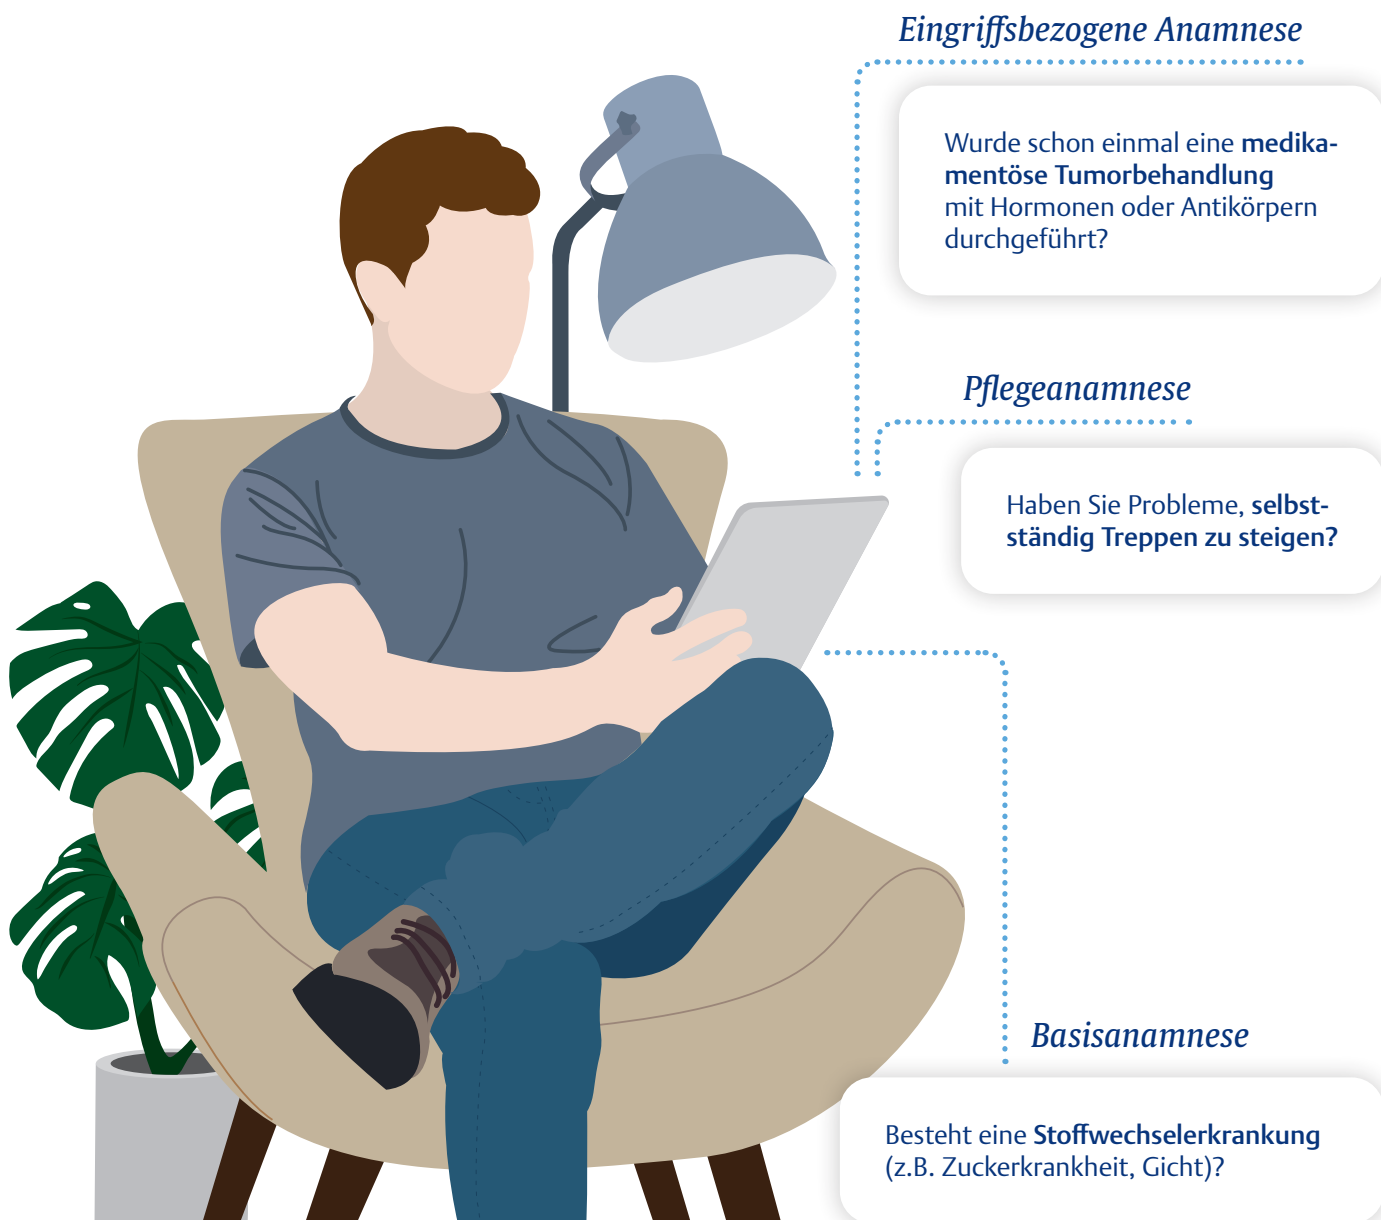 Eingriffsbezogene Anamnese
Wurde schon einmal eine medika-
mentöse Tumorbehandlung
mit Hormonen oder Antikörpern
durchgeführt?
Pflegeanamnese
Haben Sie Probleme, selbst-
ständig Treppen zu steigen?
Basisanamnese
Besteht eine Stoffwechselerkrankung
(z.B. Zuckerkrankheit, Gicht)?